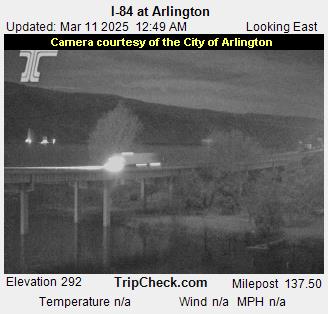 I-84 at Arlington
Updated: Mar 11 2025 12:49 AM Looking East
Camera courtesy of the City of Arlington
Elevation 292 TripCheck.com Milepost 137.50
Temperature n/a Wind n/a MPH n/a